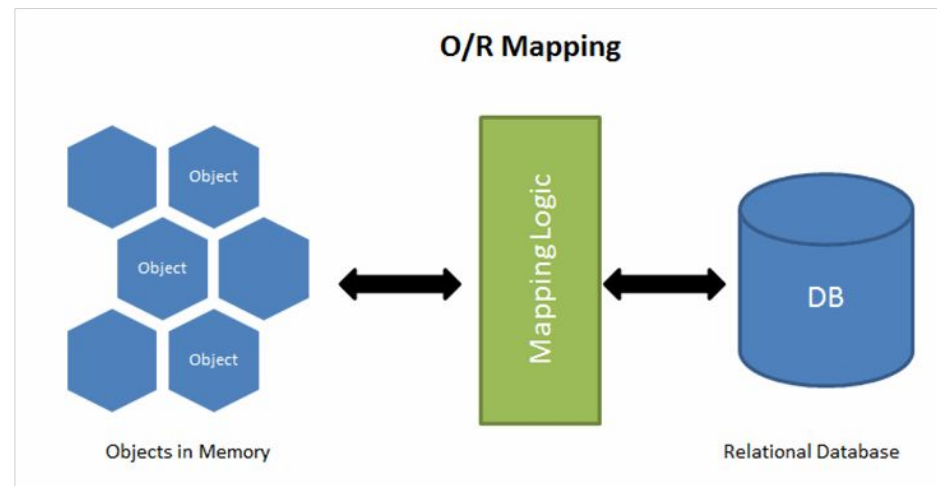 O/R Mapping
Object
Object
Object
Mapping Logic
DB
Objects in Memory
Relational Database